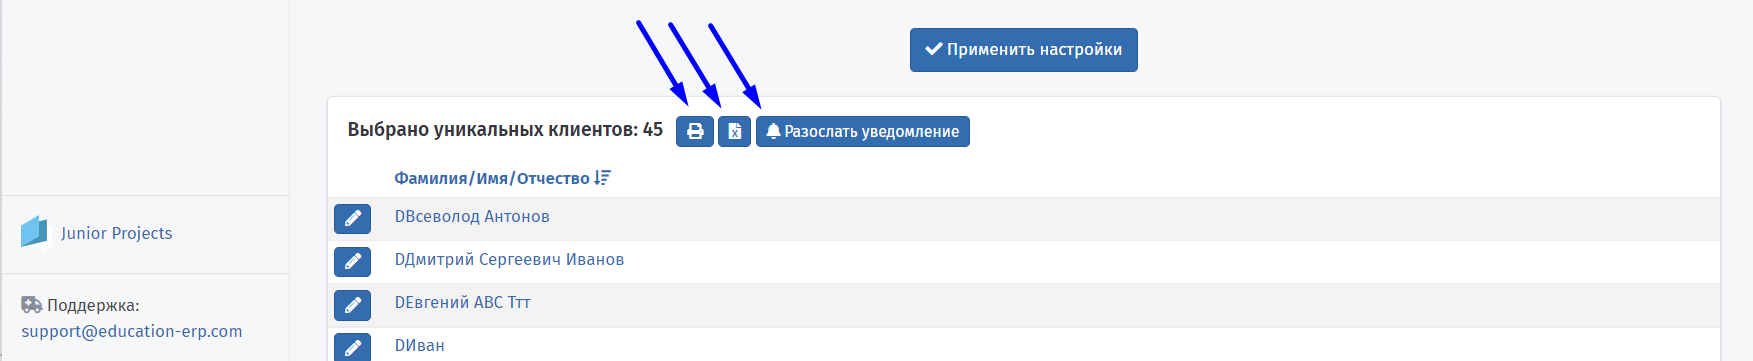 Применить настройки
Выбрано уникальных клиентов: 45
Разослать уведомление
Фамилия/Имя/Отчество
DВсеволод Антонов
DДмитрий Сергеевич Иванов
DЕвгений АВС Ттт
DИван
Junior Projects
Поддержка:
support@education-erp.com